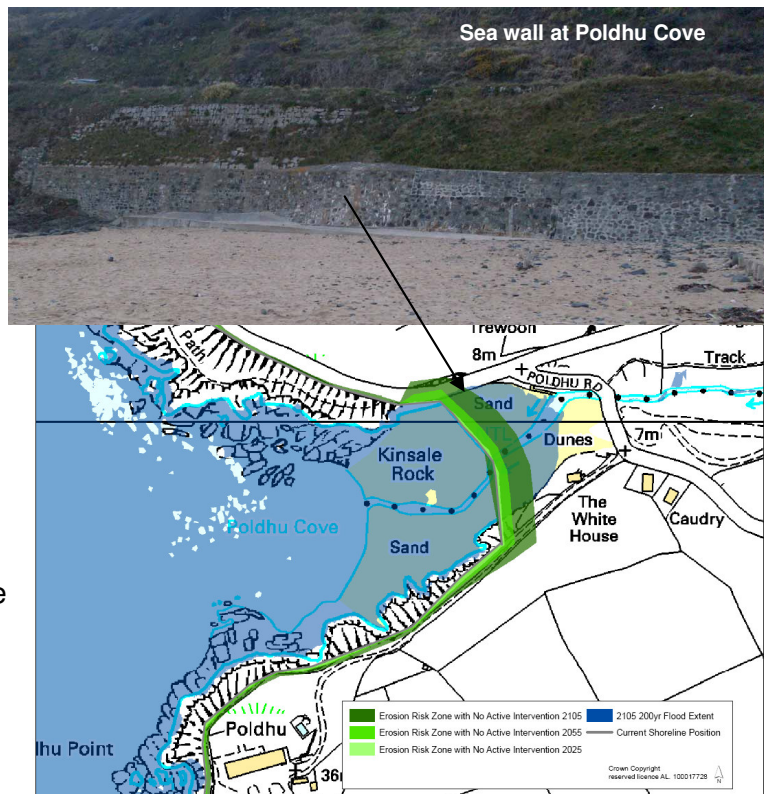 Sea wall at Poldhu Cove
Trewoon
8m
Path
POLDHU RD
Track
Sand
Dunes
7m
Kinsale
Rock
Poldhu Cove
The
White
House
Caudry
Sand
e
Poldhu
lhu Point
36m
Erosion Risk Zone with No Active Intervention 2105
2105 200yr Flood Extent
Erosion Risk Zone with No Active Intervention 2055
Current Shoreline Position
Erosion Risk Zone with No Active Intervention 2025
Crown Copyright
reserved licence AL. 100017728
N